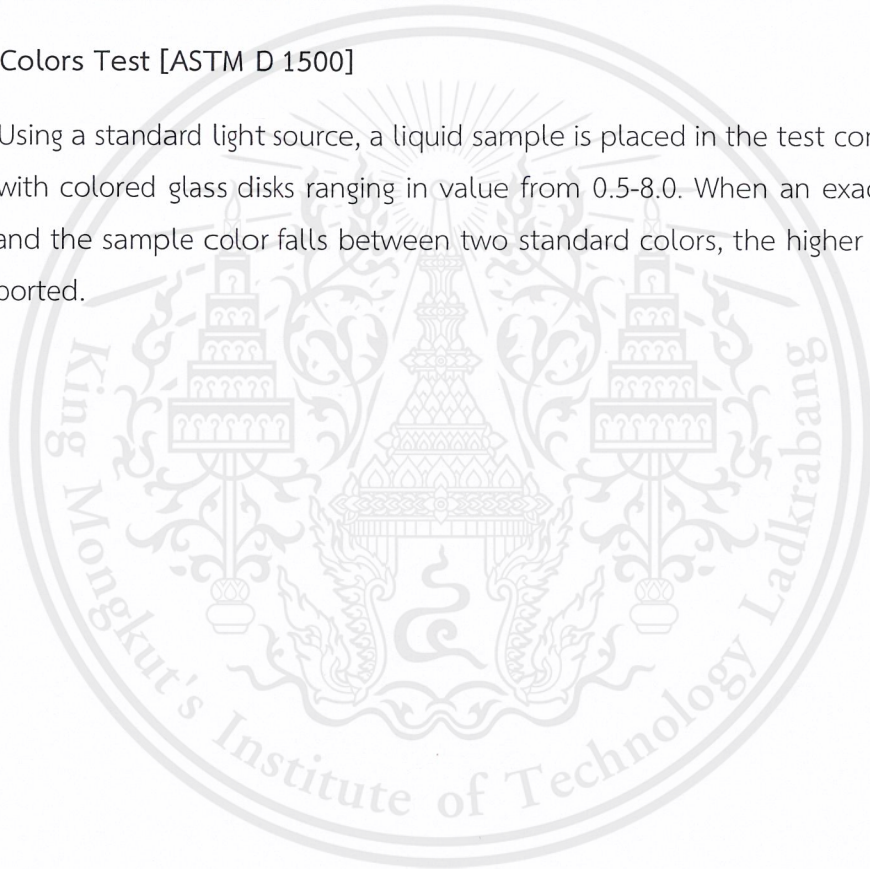 Colors Test [ASTM D 1500]
Using a standard light source, a liquid sample is placed in the test con
with colored glass disks ranging in value from 0.5-8.0. When an exac
and the sample color falls between two standard colors, the higher
ported.
King Mongkut's Institute of Technology Ladkrabang